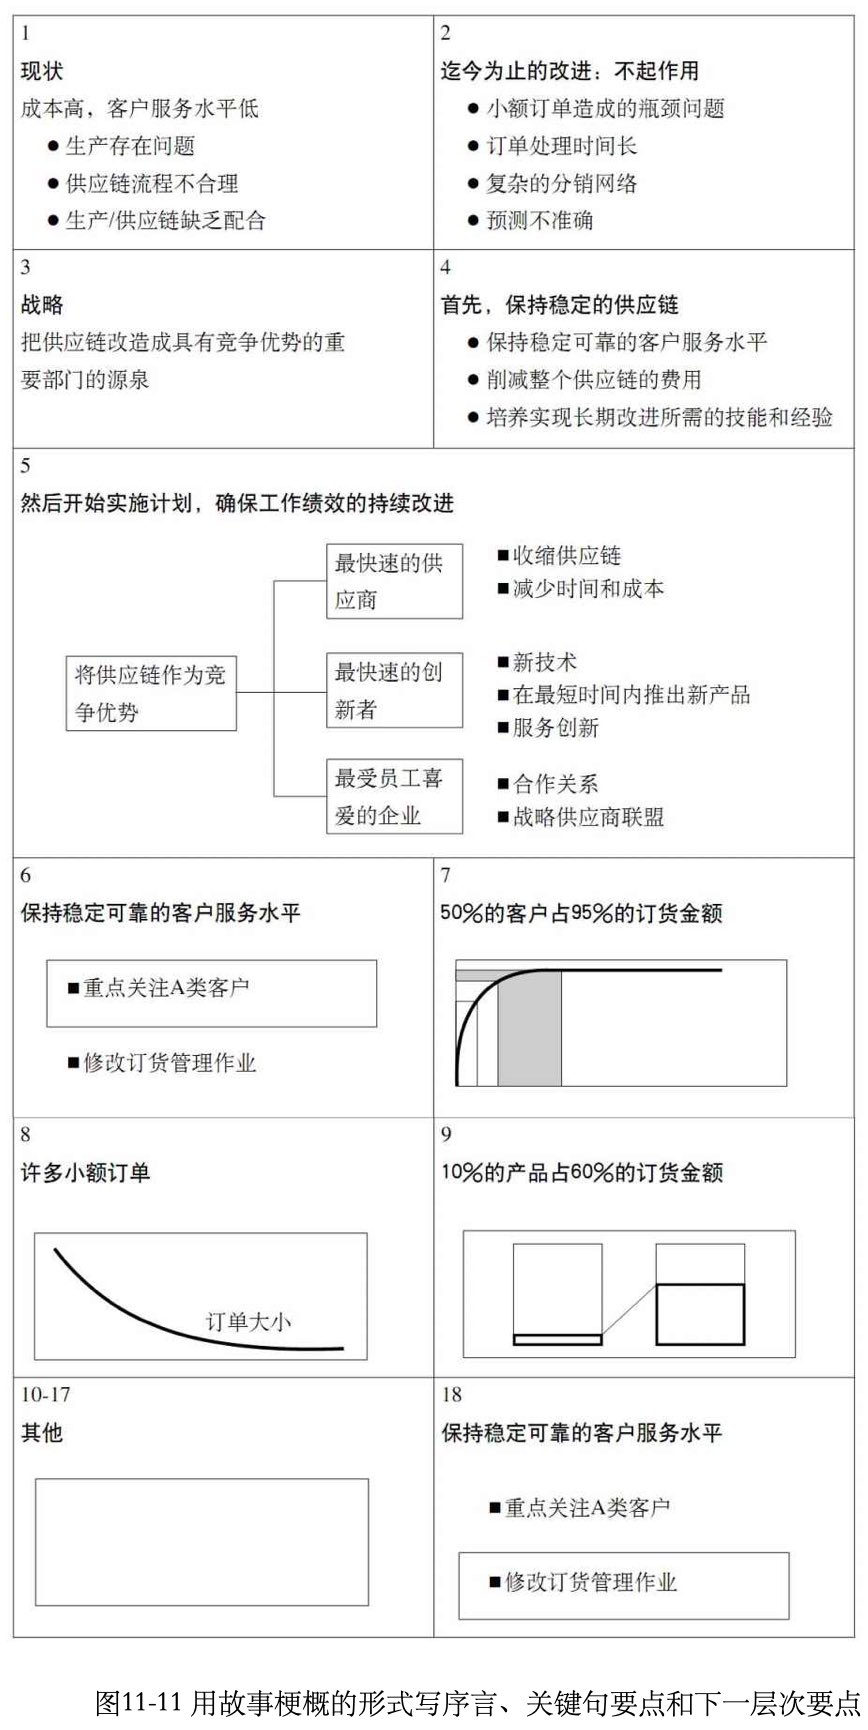 1
现状
成本高，客户服务水平低
● 生产存在问题
● 供应链流程不合理
● 生产/供应链缺乏配合
2
迄今为止的改进：不起作用
● 小额订单造成的瓶颈问题
● 订单处理时间长
● 复杂的分销网络
● 预测不准确
3
战略
把供应链改造成具有竞争优势的重
要部门的源泉
4
首先，保持稳定的供应链
● 保持稳定可靠的客户服务水平
● 削减整个供应链的费用
● 培养实现长期改进所需的技能和经验
5
然后开始实施计划，确保工作绩效的持续改进
将供应链作为竞
争优势
最快速的供
应商
■收缩供应链
■减少时间和成本
最快速的创
新者
■新技术
■在最短时间内推出新产品
■服务创新
最受员工喜
爱的企业
■合作关系
■战略供应商联盟
6
保持稳定可靠的客户服务水平
■重点关注A类客户
■修改订货管理作业
7
50%的客户占95%的订货金额
8
许多小额订单
订单大小
9
10%的产品占60%的订货金额
10-17
其他
18
保持稳定可靠的客户服务水平
■重点关注A类客户
■修改订货管理作业
图11-11 用故事梗概的形式写序言、关键句要点和下一层次要点